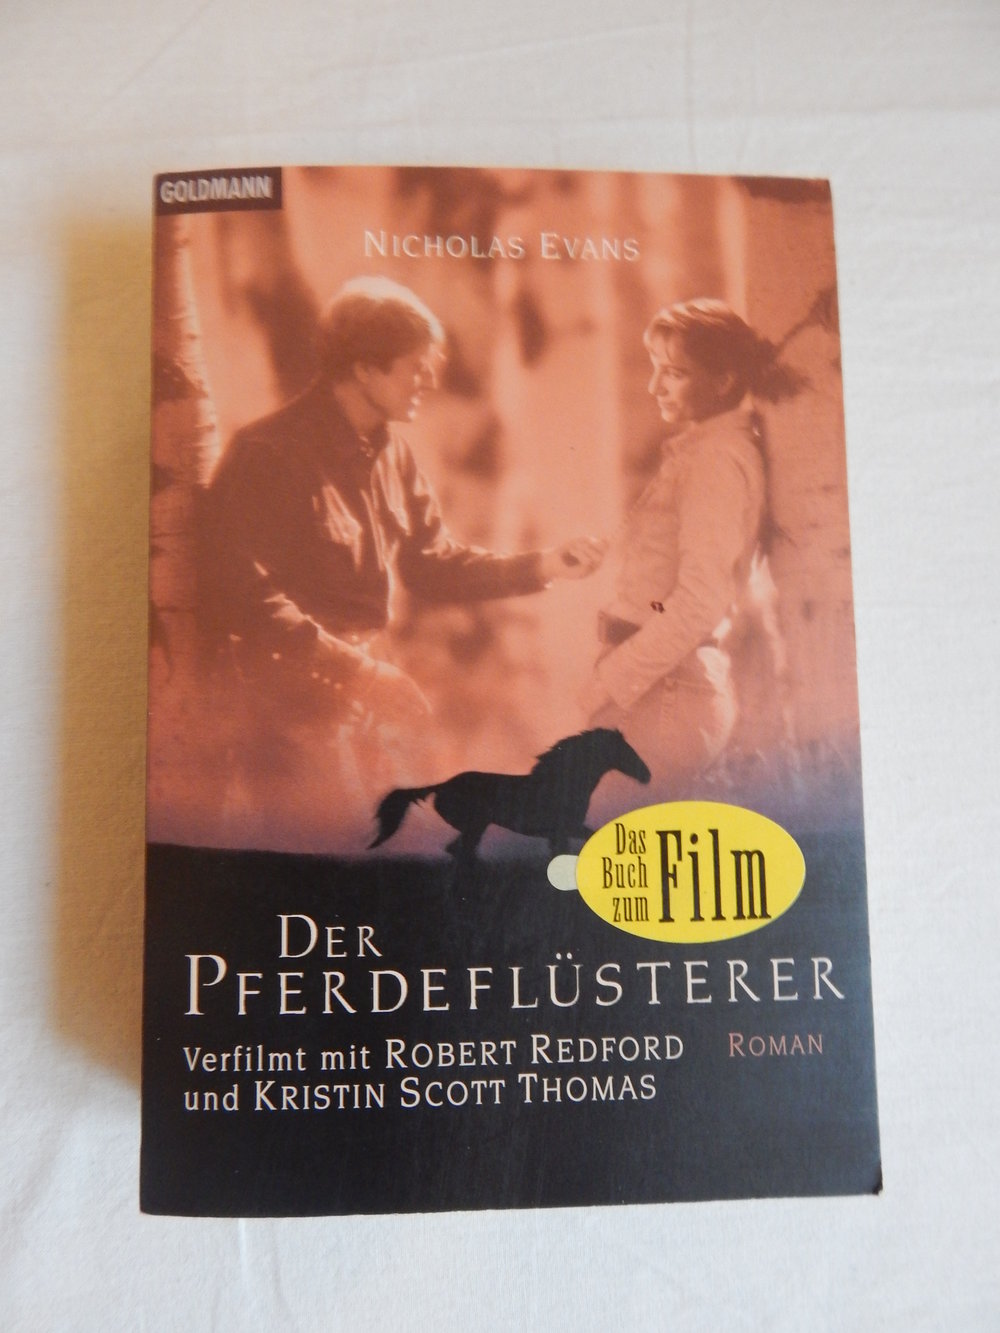 GOLDMANN
NICHOLAS EVANS
Das
Buch
zum
Film
DER
PFERDEFLÜSTERER
Verfilmt mit ROBERT REDFORD
und KRISTIN SCOTT THOMAS
ROMAN